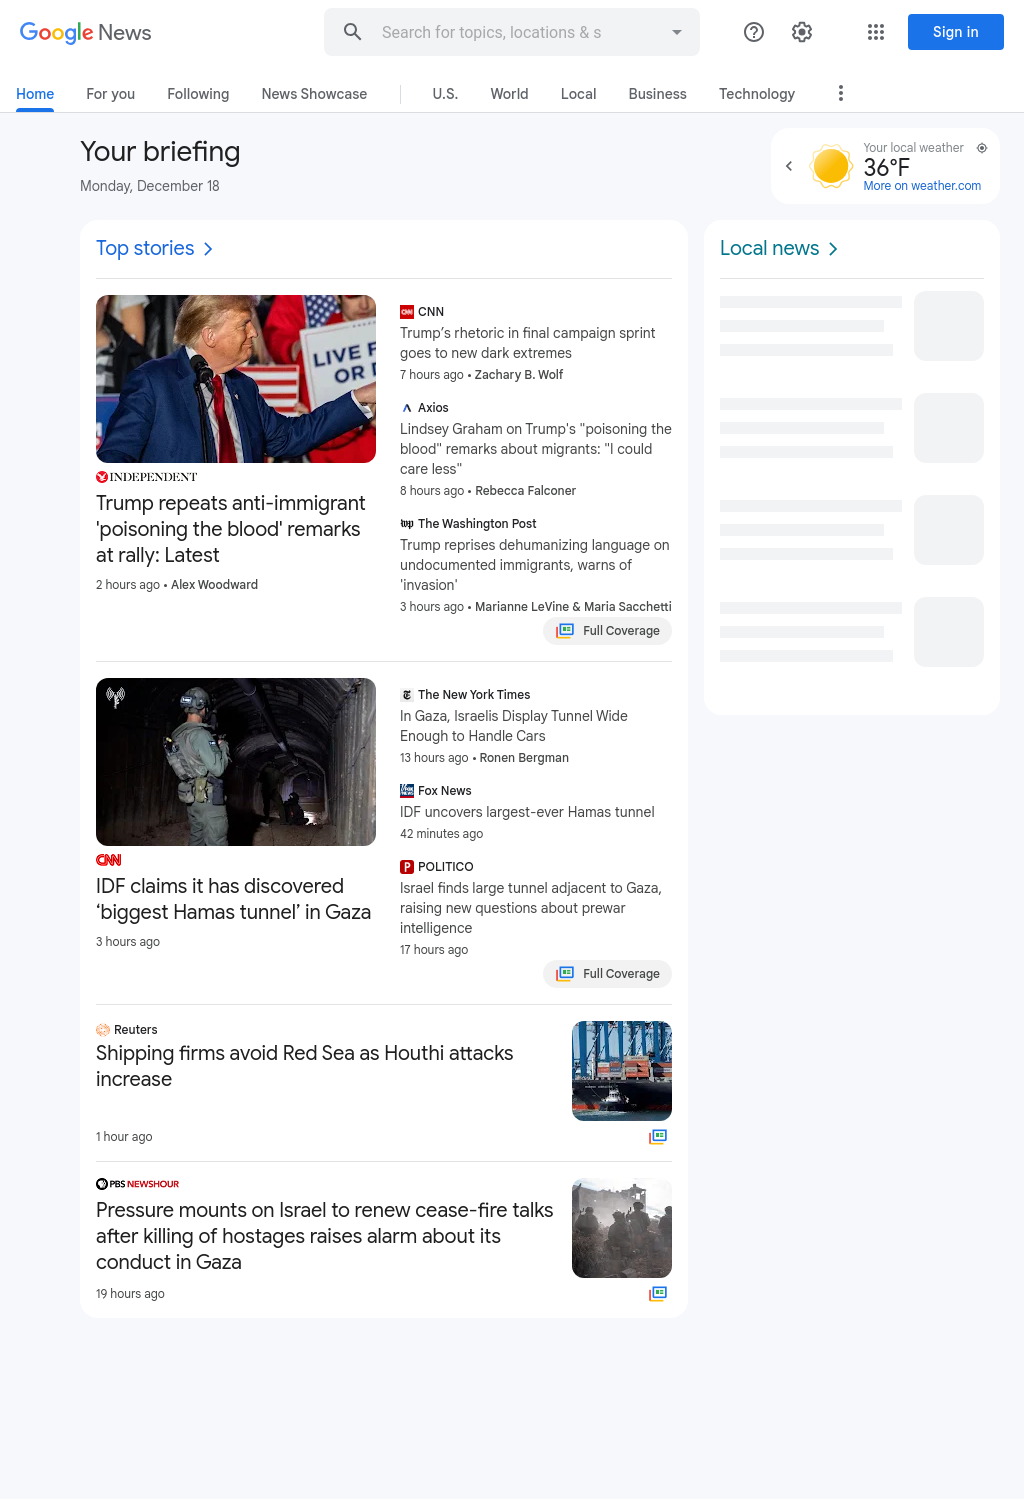 Google News
Search for topics, locations & s
Sign in
Home
For you
Following
News Showcase
U.S.
World
Local
Business
Technology
Your briefing
Monday, December 18
Your local weather
36°F
More on weather.com
Top stories
INDEPENDENT
Trump repeats anti-immigrant
'poisoning the blood' remarks
at rally: Latest
2 hours ago • Alex Woodward
CNN
Trump’s rhetoric in final campaign sprint
goes to new dark extremes
7 hours ago • Zachary B. Wolf
Axios
Lindsey Graham on Trump's "poisoning the
blood" remarks about migrants: "I could
care less"
8 hours ago • Rebecca Falconer
The Washington Post
Trump reprises dehumanizing language on
undocumented immigrants, warns of
'invasion'
3 hours ago • Marianne LeVine & Maria Sacchetti
Full Coverage
CNN
IDF claims it has discovered
‘biggest Hamas tunnel’ in Gaza
3 hours ago
The New York Times
In Gaza, Israelis Display Tunnel Wide
Enough to Handle Cars
13 hours ago • Ronen Bergman
Fox News
IDF uncovers largest-ever Hamas tunnel
42 minutes ago
POLITICO
Israel finds large tunnel adjacent to Gaza,
raising new questions about prewar
intelligence
17 hours ago
Full Coverage
Reuters
Shipping firms avoid Red Sea as Houthi attacks
increase
1 hour ago
PBS NEWSHOUR
Pressure mounts on Israel to renew cease-fire talks
after killing of hostages raises alarm about its
conduct in Gaza
19 hours ago
Local news
LIVE F
OR D